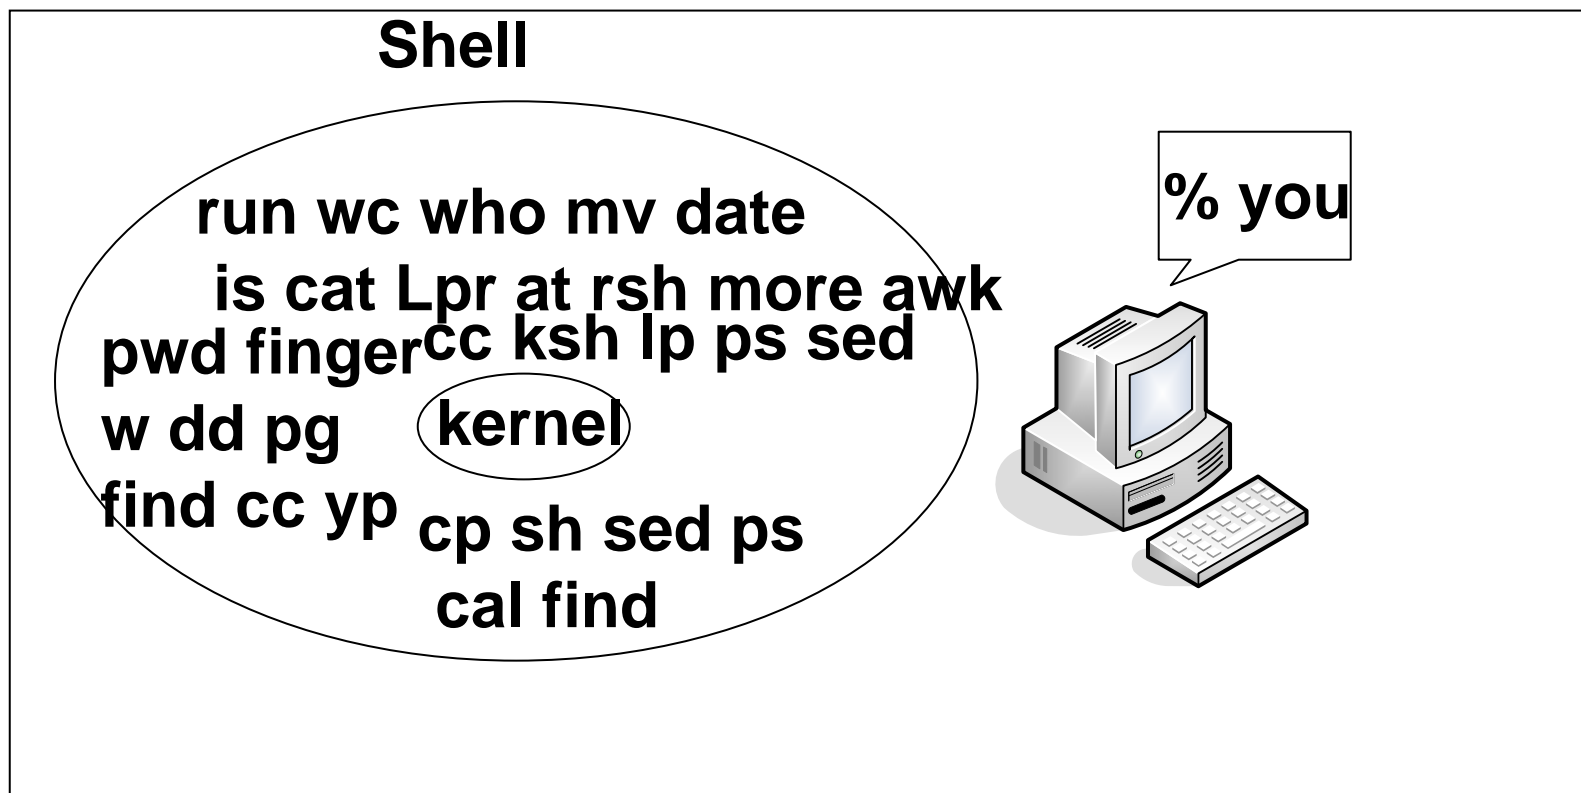 Shell
% you
run wc who mv date
is cat Lpr at rsh more awk
cc ksh lp ps sed
pwd finger
w dd pg
kernel
find cc yp
cp sh sed ps
cal find